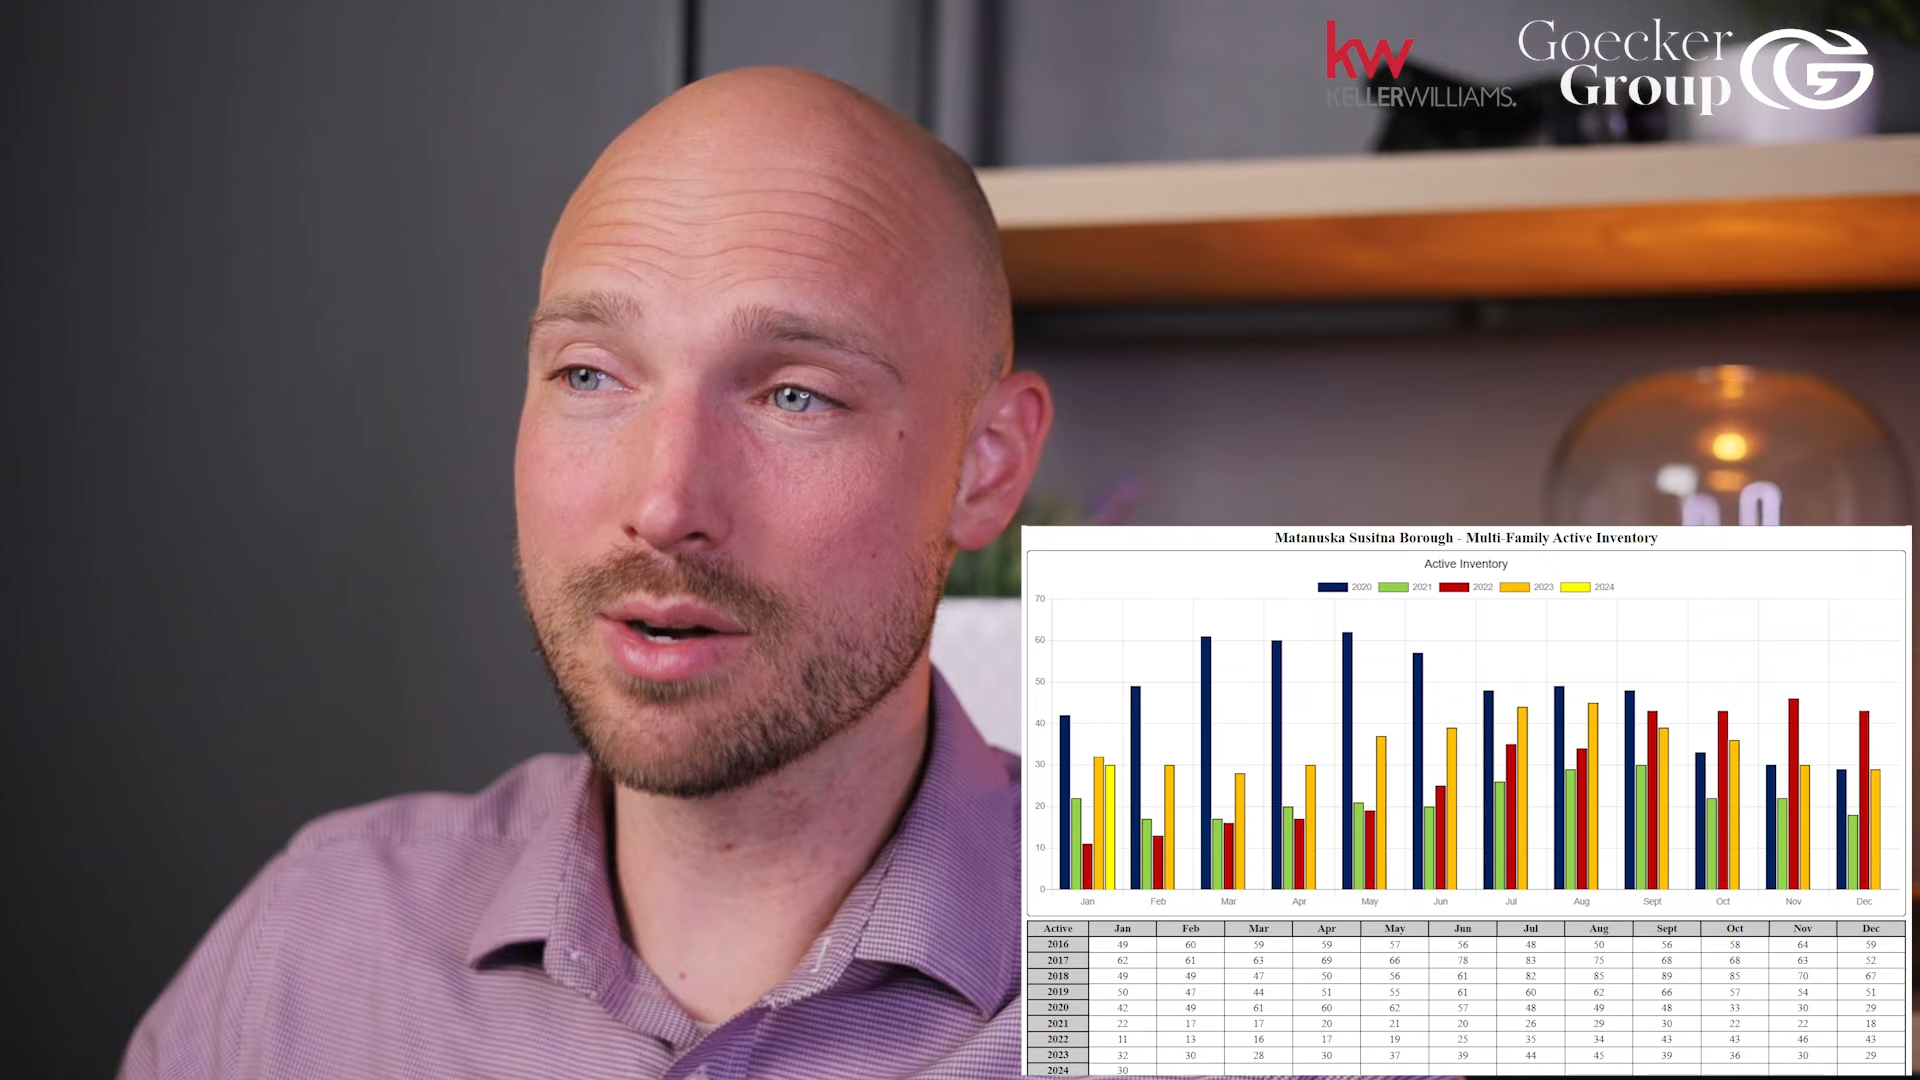 kw
KELLERWILLIAMS.
Goecker
Group
Matanuska Susitna Borough - Multi-Family Active Inventory
Active Inventory
2020 2021 2022 2023 2024
70
60
50
40
30
20
10
0
Jan Feb Mar Apr May Jun Jul Aug Sept Oct Nov Dec
Active Jan Feb Mar Apr May Jun Jul Aug Sept Oct Nov Dec
2016 49 60 59 59 57 56 48 50 56 58 64 59
2017 62 61 63 69 66 78 83 75 68 68 63 52
2018 49 49 47 50 56 61 82 85 89 85 70 67
2019 50 47 44 51 55 61 60 62 66 57 54 51
2020 42 49 61 60 62 57 48 49 48 33 30 29
2021 22 17 17 20 21 20 26 29 30 22 22 18
2022 11 13 16 17 19 25 35 34 43 43 46 43
2023 32 30 28 30 37 39 44 45 39 36 30 29
2024 30